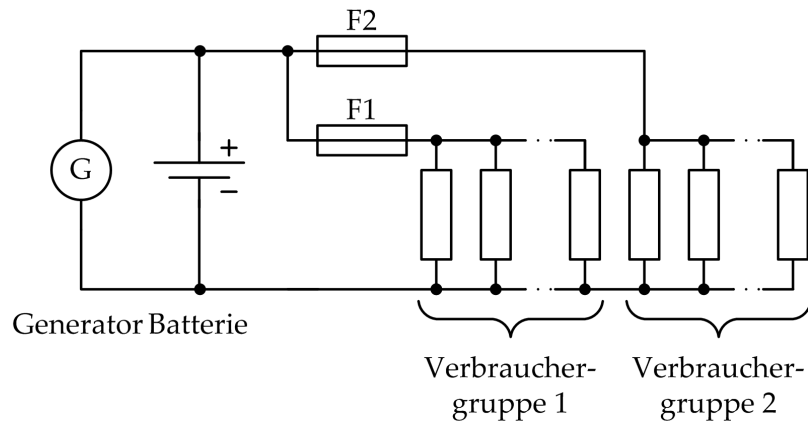 F2
F1
G
+
−
Generator Batterie
Verbraucher-
gruppe 1
Verbraucher-
gruppe 2